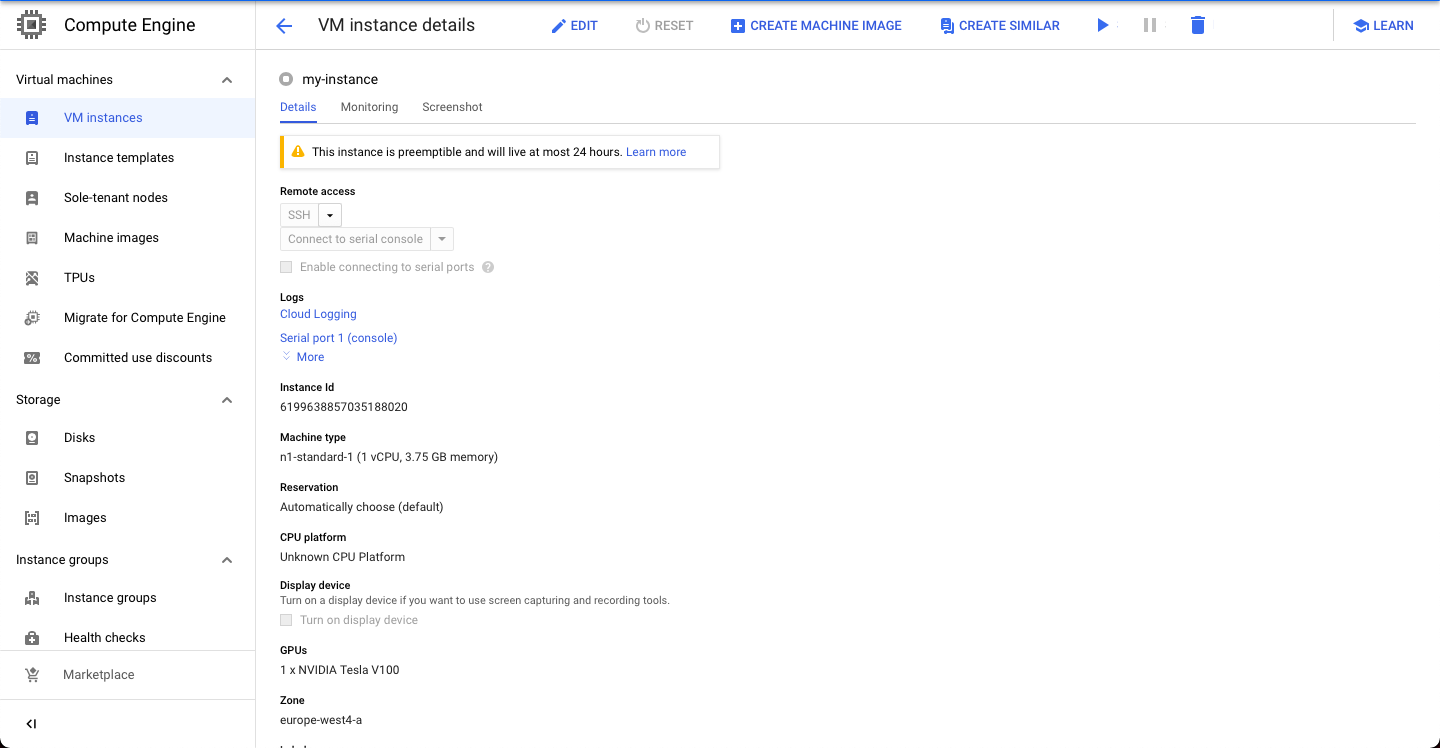 Compute Engine
VM instance details
EDIT
RESET
CREATE MACHINE IMAGE
CREATE SIMILAR
LEARN
Virtual machines
VM instances
Instance templates
Sole-tenant nodes
Machine images
TPUs
Migrate for Compute Engine
Committed use discounts
Storage
Disks
Snapshots
Images
Instance groups
Instance groups
Health checks
Marketplace
my-instance
Details
Monitoring
Screenshot
This instance is preemptible and will live at most 24 hours. Learn more
Remote access
SSH
Connect to serial console
Enable connecting to serial ports
Logs
Cloud Logging
Serial port 1 (console)
More
Instance Id
6199638857035188020
Machine type
n1-standard-1 (1 vCPU, 3.75 GB memory)
Reservation
Automatically choose (default)
CPU platform
Unknown CPU Platform
Display device
Turn on a display device if you want to use screen capturing and recording tools.
Turn on display device
GPUs
1 x NVIDIA Tesla V100
Zone
europe-west4-a